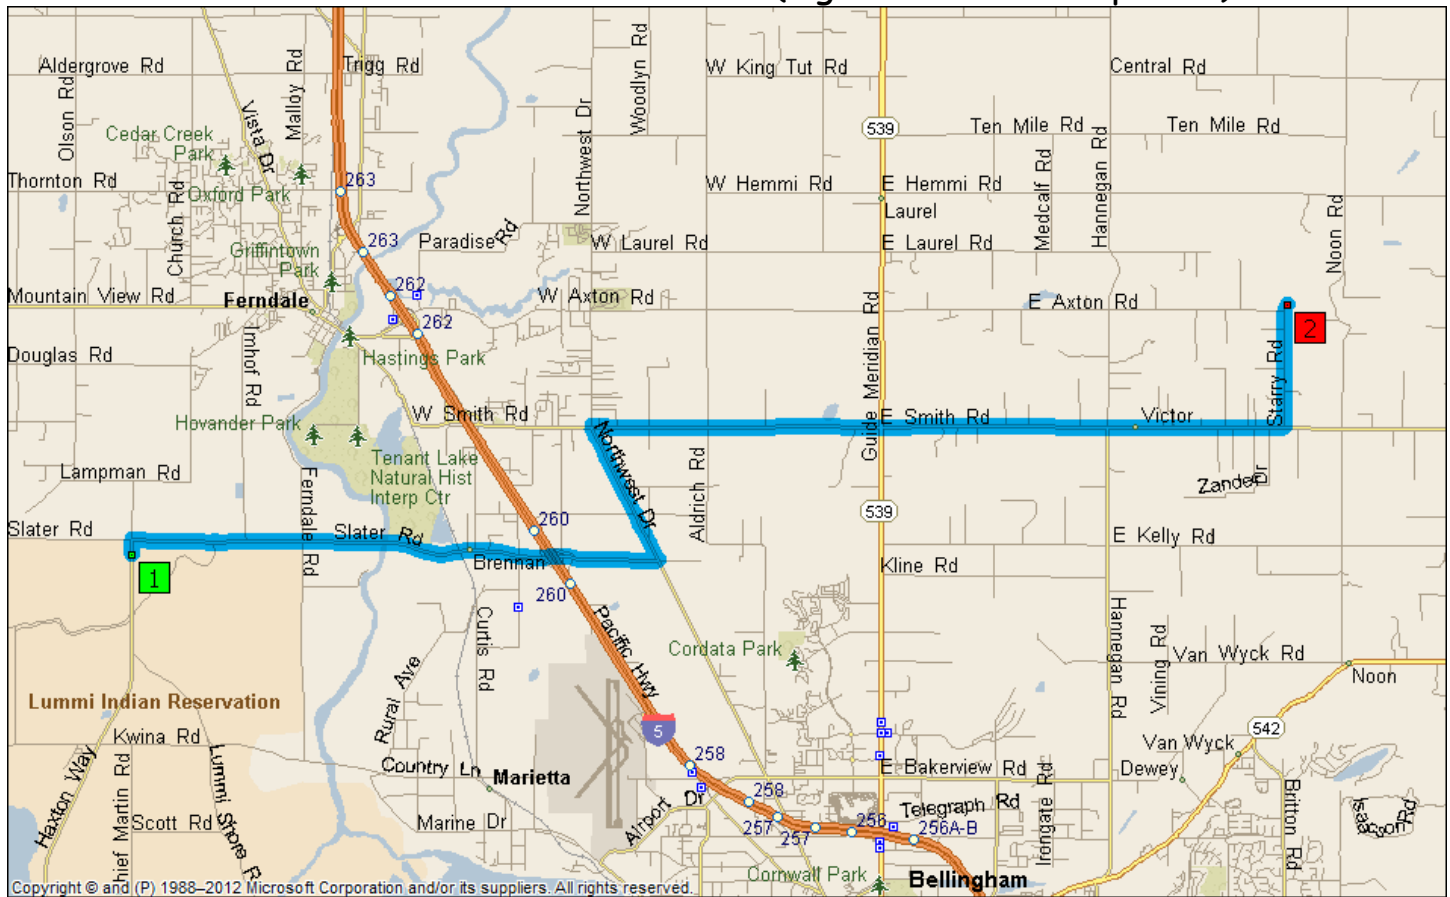 Aldergrove Rd
Trigg Rd
W King Tut Rd
Central Rd
Olson Rd
Malloy Rd
Vista Dr
Woodlyn Rd
Northwest Dr
539
Ten Mile Rd
Ten Mile Rd
Cedar Creek
Park
Oxford Park
Thornton Rd
263
W Hemmi Rd
E Hemmi Rd
Laurel
Medcalf Rd
Hannegan Rd
Noon Rd
Church Rd
Griffintown
Park
263
Paradise Rd
W Laurel Rd
E Laurel Rd
Mountain View Rd
Ferndale
262
262
W Axton Rd
E Axton Rd
2
Douglas Rd
Imhof Rd
Hastings Park
Guide Meridian Rd
Starry Rd
Hovander Park
W Smith Rd
E Smith Rd
Victor
Northwest Dr
Tenant Lake
Natural Hist
Interp Ctr
Lampman Rd
Ferndale Rd
Aldrich Rd
Zander Dr
539
Slater Rd
Slater Rd
260
E Kelly Rd
Brennan
Kline Rd
1
260
Curtis Rd
Pacific Hwy
Cordata Park
Hannegan Rd
Vining Rd
Van Wyck Rd
Noon
Lummi Indian Reservation
Rural Ave
5
542
Kwina Rd
Van Wyck
Haxton Way
Chief Martin Rd
Lummi Shore R
Country Ln
Marietta
258
E Bakerview Rd
Dewey
Irongate Rd
Britton Rd
Isaacson Rd
Scott Rd
Marine Dr
Airport Dr
258
257
257
256
256A-B
Telegraph Rd
Cornwall Park
Bellingham
Copyright © and (P) 1988–2012 Microsoft Corporation and/or its suppliers. All rights reserved.